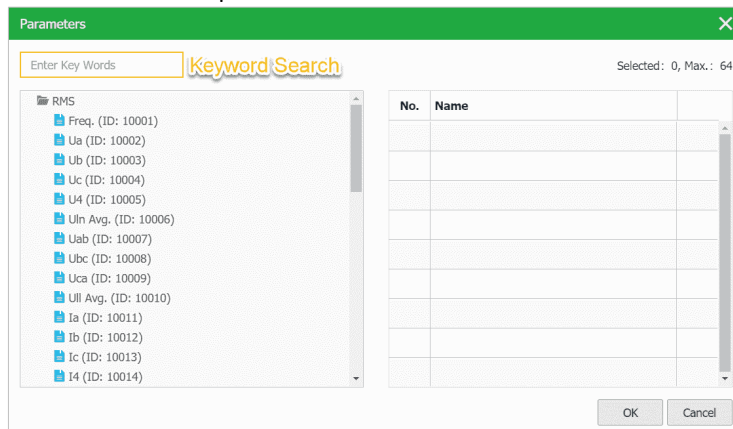 Parameters
Enter Key Words
Keyword Search
Selected: 0, Max.: 64
RMS
Freq. (ID: 10001)
Ua (ID: 10002)
Ub (ID: 10003)
Uc (ID: 10004)
U4 (ID: 10005)
Uln Avg. (ID: 10006)
Uab (ID: 10007)
Ubc (ID: 10008)
Uca (ID: 10009)
Ull Avg. (ID: 10010)
Ia (ID: 10011)
Ib (ID: 10012)
Ic (ID: 10013)
I4 (ID: 10014)
No. Name
OK Cancel